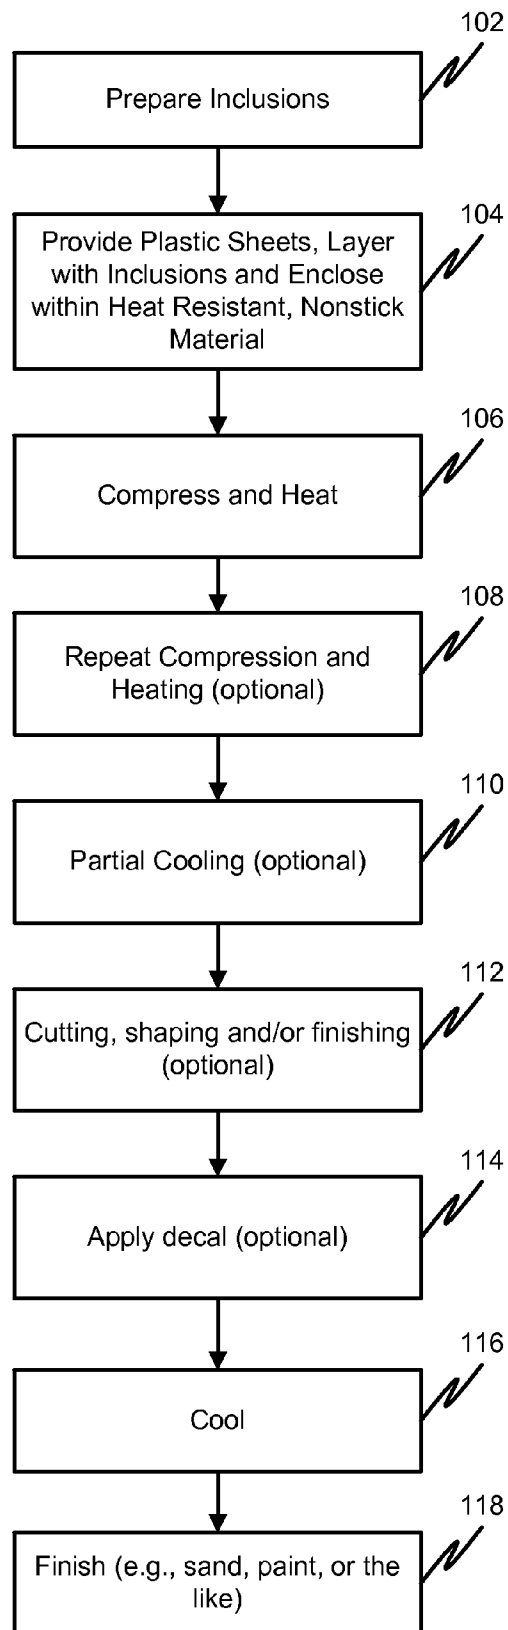 102
Prepare Inclusions
104
Provide Plastic Sheets, Layer
with Inclusions and Enclose
within Heat Resistant, Nonstick
Material
106
Compress and Heat
108
Repeat Compression and
Heating (optional)
110
Partial Cooling (optional)
112
Cutting, shaping and/or finishing
(optional)
114
Apply decal (optional)
116
Cool
118
Finish (e.g., sand, paint, or the
like)